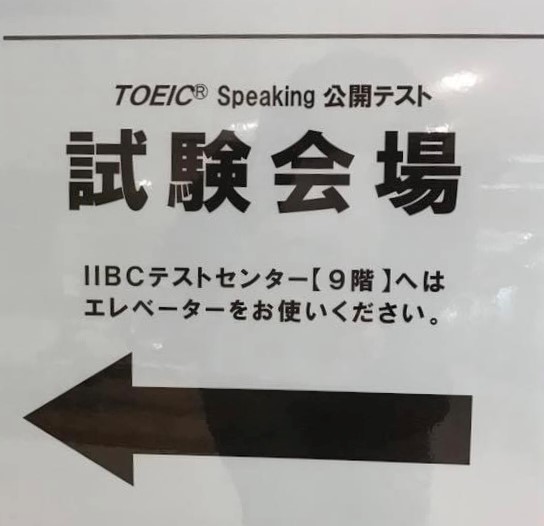 TOEIC® Speaking 公開テスト
試験会場
IIBCテストセンター【9階】へは
エレベーターをお使いください。